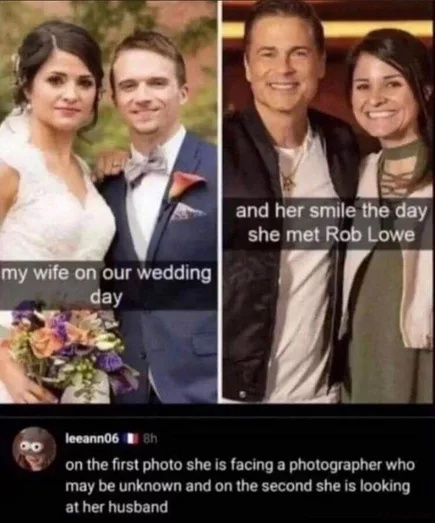 my wife on our wedding
day
and her smile the day
she met Rob Lowe
leeann06 🇫🇷 8h
on the first photo she is facing a photographer who
may be unknown and on the second she is looking
at her husband